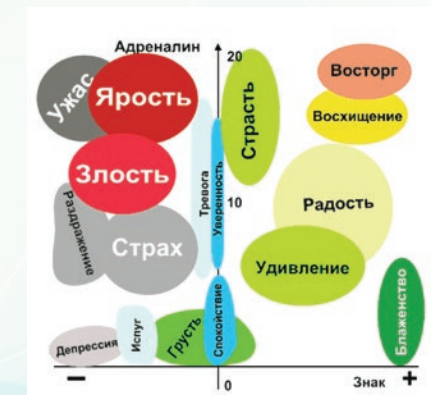 Адреналин
20
Ужас
Ярость
Страсть
Восторг
Восхищение
Злость
Тревога
Уверенность
10
Радость
Раздражение
Страх
Удивление
Депрессия
Испуг
Грусть
Спокойствие
Блаженство
−
0
Знак
+